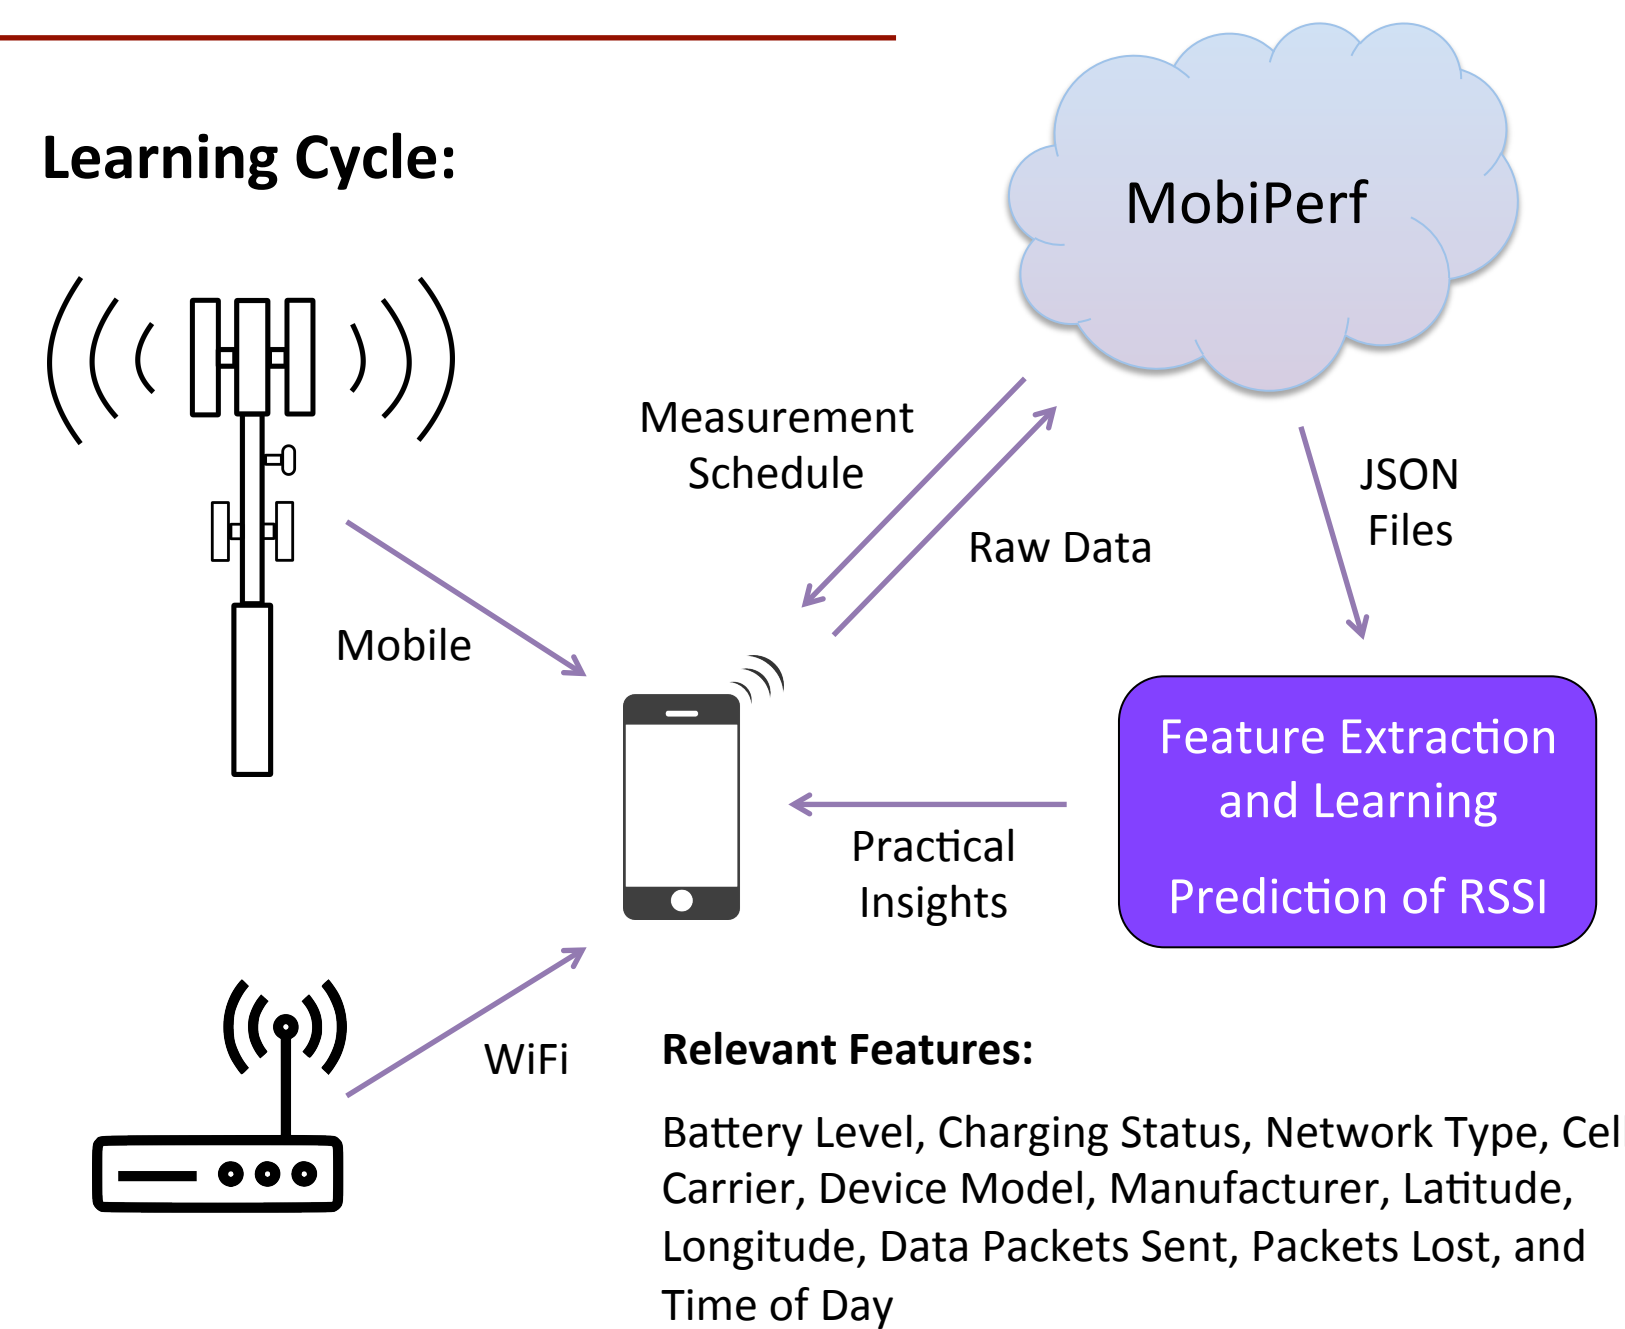 Learning Cycle:
MobiPerf
Measurement
Schedule
Raw Data
JSON
Files
Mobile
Feature Extraction
and Learning
Prediction of RSSI
Practical
Insights
WiFi
Relevant Features:
Battery Level, Charging Status, Network Type, Cell
Carrier, Device Model, Manufacturer, Latitude,
Longitude, Data Packets Sent, Packets Lost, and
Time of Day